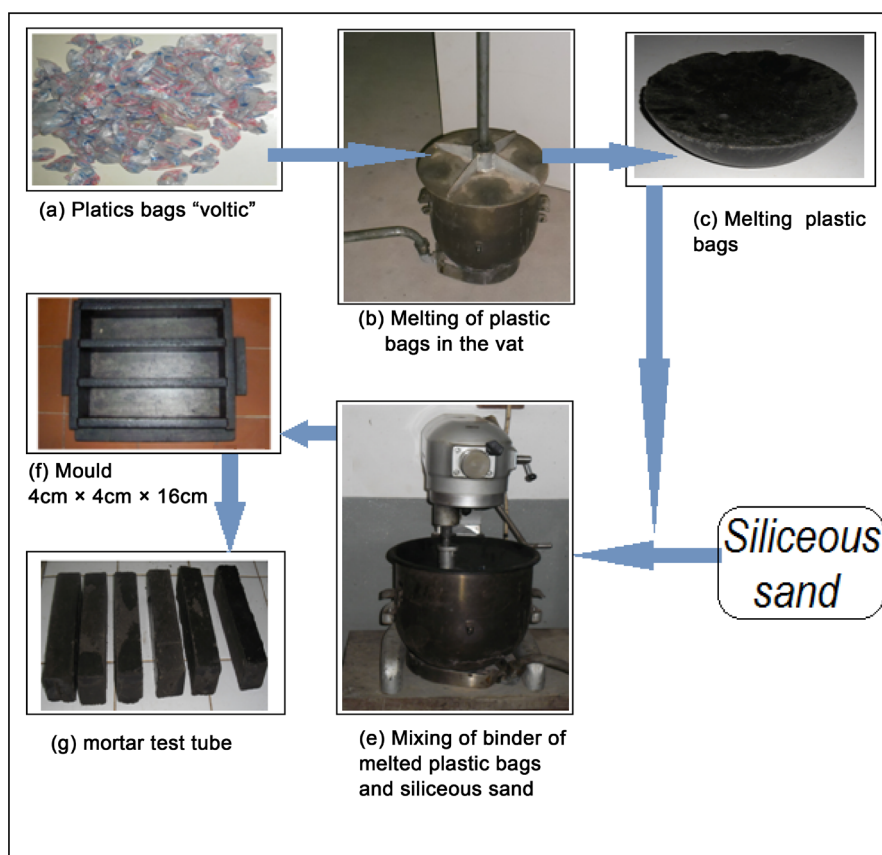 (a) Platics bags “voltic”
(b) Melting of plastic
bags in the vat
(c) Melting plastic
bags
Siliceous
sand
(e) Mixing of binder of
melted plastic bags
and siliceous sand
(f) Mould
4cm × 4cm × 16cm
(g) mortar test tube